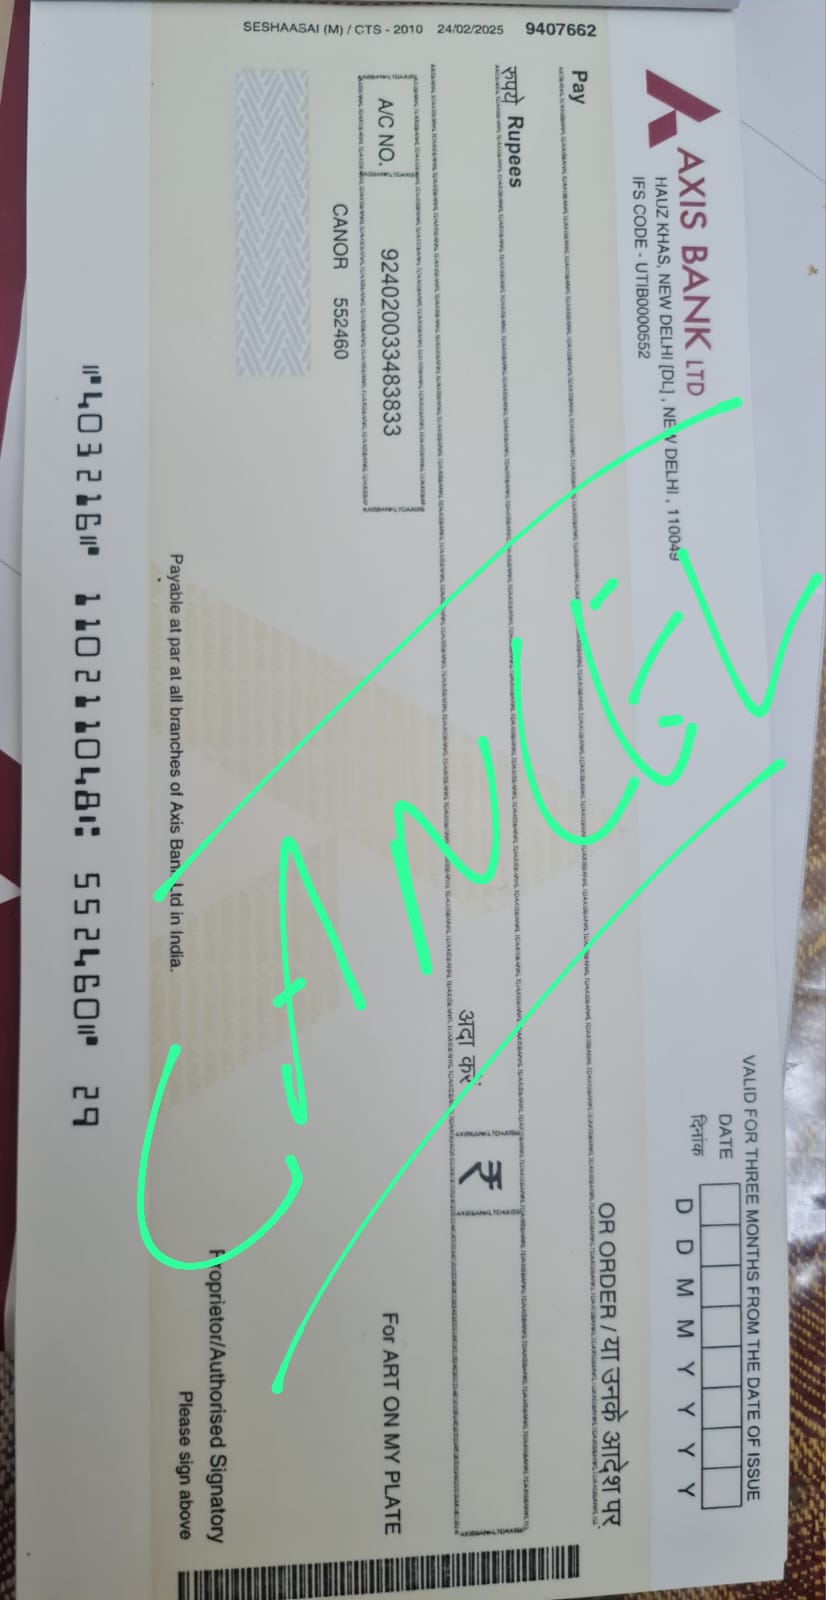 SESHAASAI (M) / CTS - 2010 24/02/2025 9407662
AXIS BANK LTD
HAUZ KHAS, NEW DELHI [DL] , NEW DELHI , 110049
IFS CODE - UTIB0000552
VALID FOR THREE MONTHS FROM THE DATE OF ISSUE
DATE
दिनांक
D D M M Y Y Y Y
Pay
OR ORDER / या उनके आदेश पर
रुपये Rupees
अदा करें
₹
A/C NO. 924020033483833
CANOR 552460
For ART ON MY PLATE
CANCEL
Proprietor/Authorised Signatory
Please sign above
Payable at par at all branches of Axis Bank Ltd in India.
⑈403216⑈ 110211048⑆ 552460⑈ 29